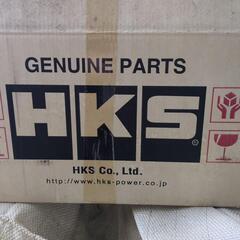 GENUINE PARTS
HKS
©
HKS Co., Ltd.
http://www.hks-power.co.jp